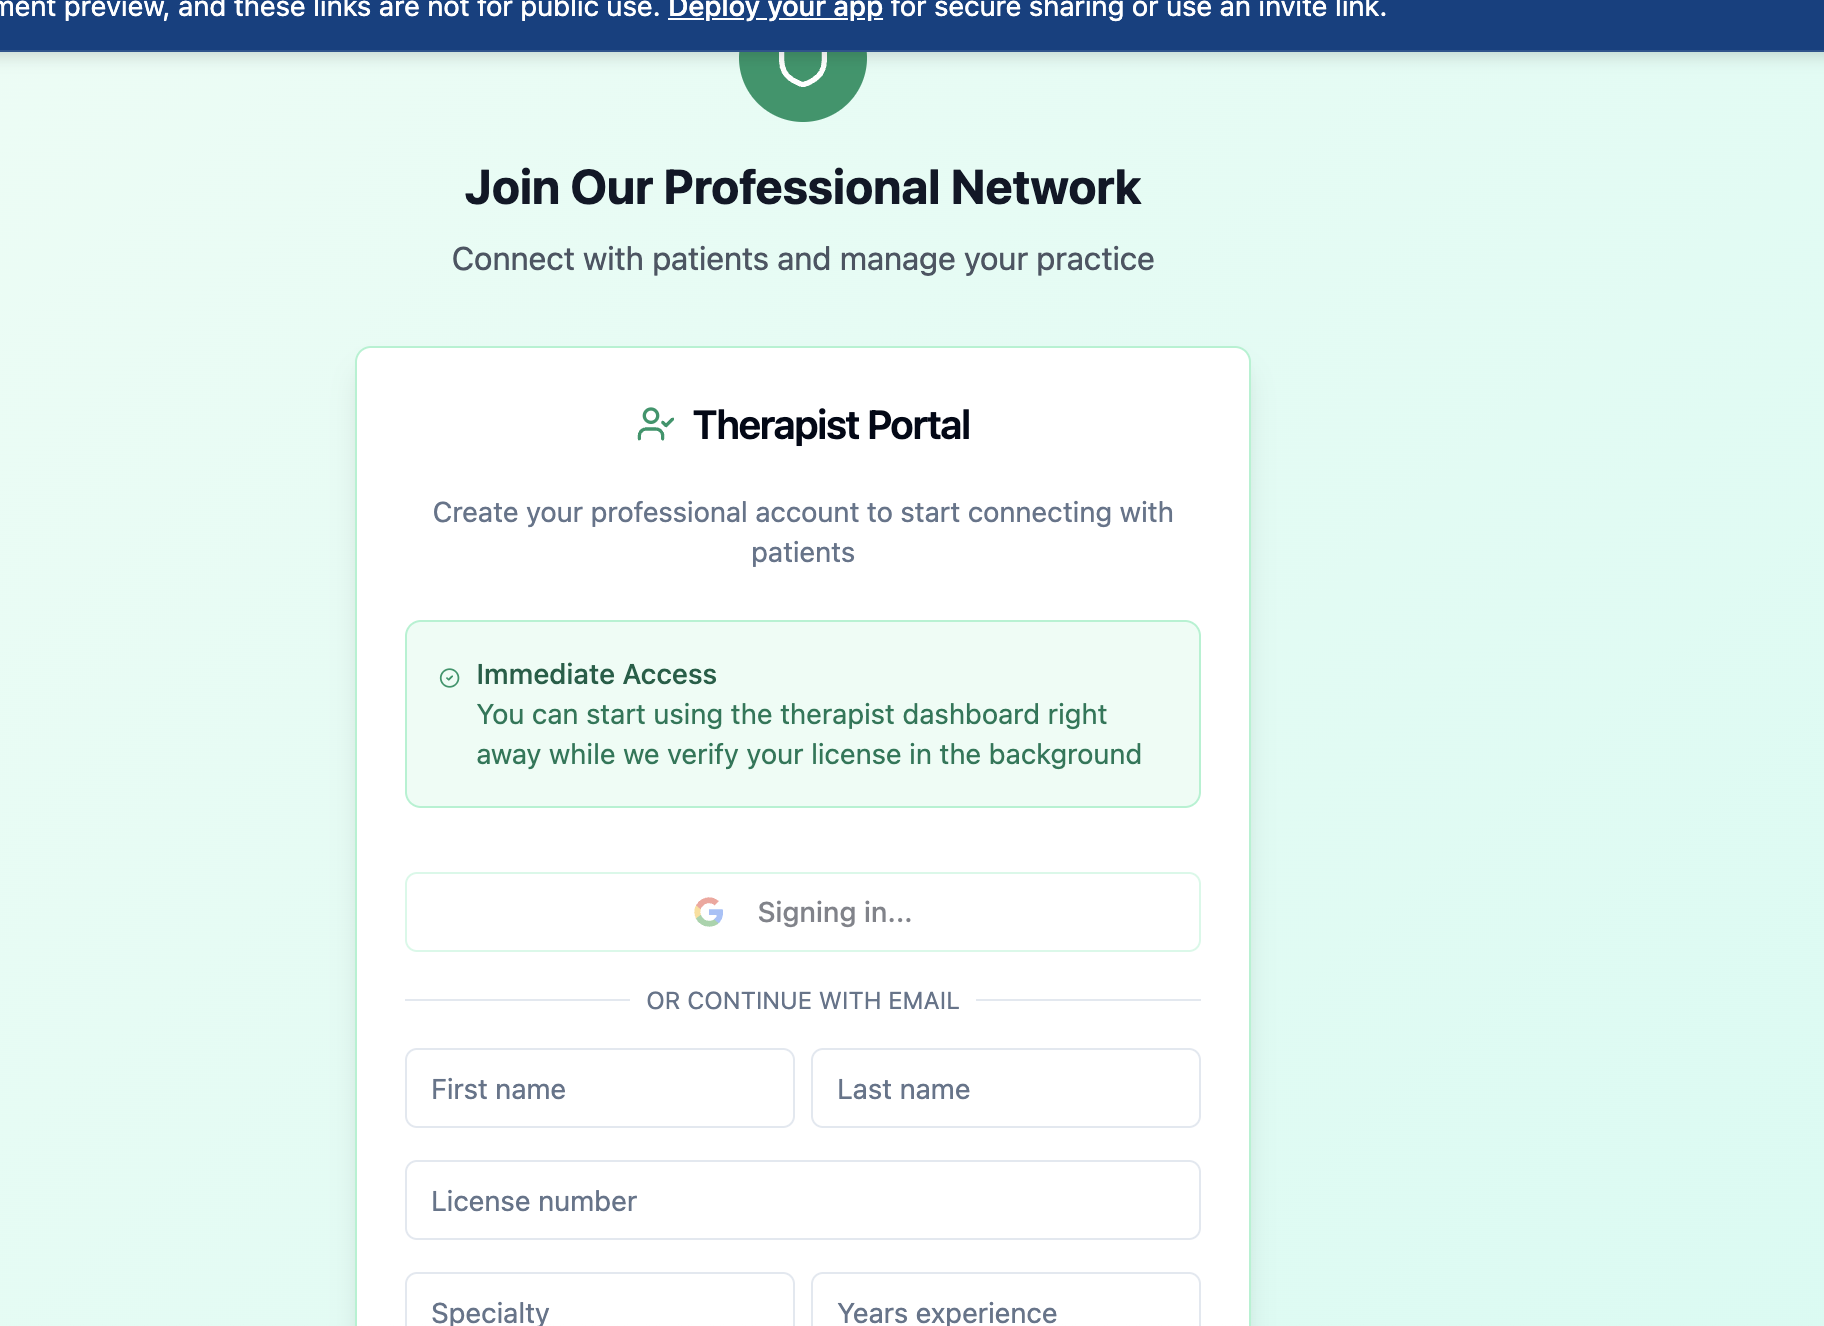 ment preview, and these links are not for public use. Deploy your app for secure sharing or use an invite link.
Join Our Professional Network
Connect with patients and manage your practice
Therapist Portal
Create your professional account to start connecting with
patients
Immediate Access
You can start using the therapist dashboard right
away while we verify your license in the background
Signing in...
OR CONTINUE WITH EMAIL
First name
Last name
License number
Specialty
Years experience